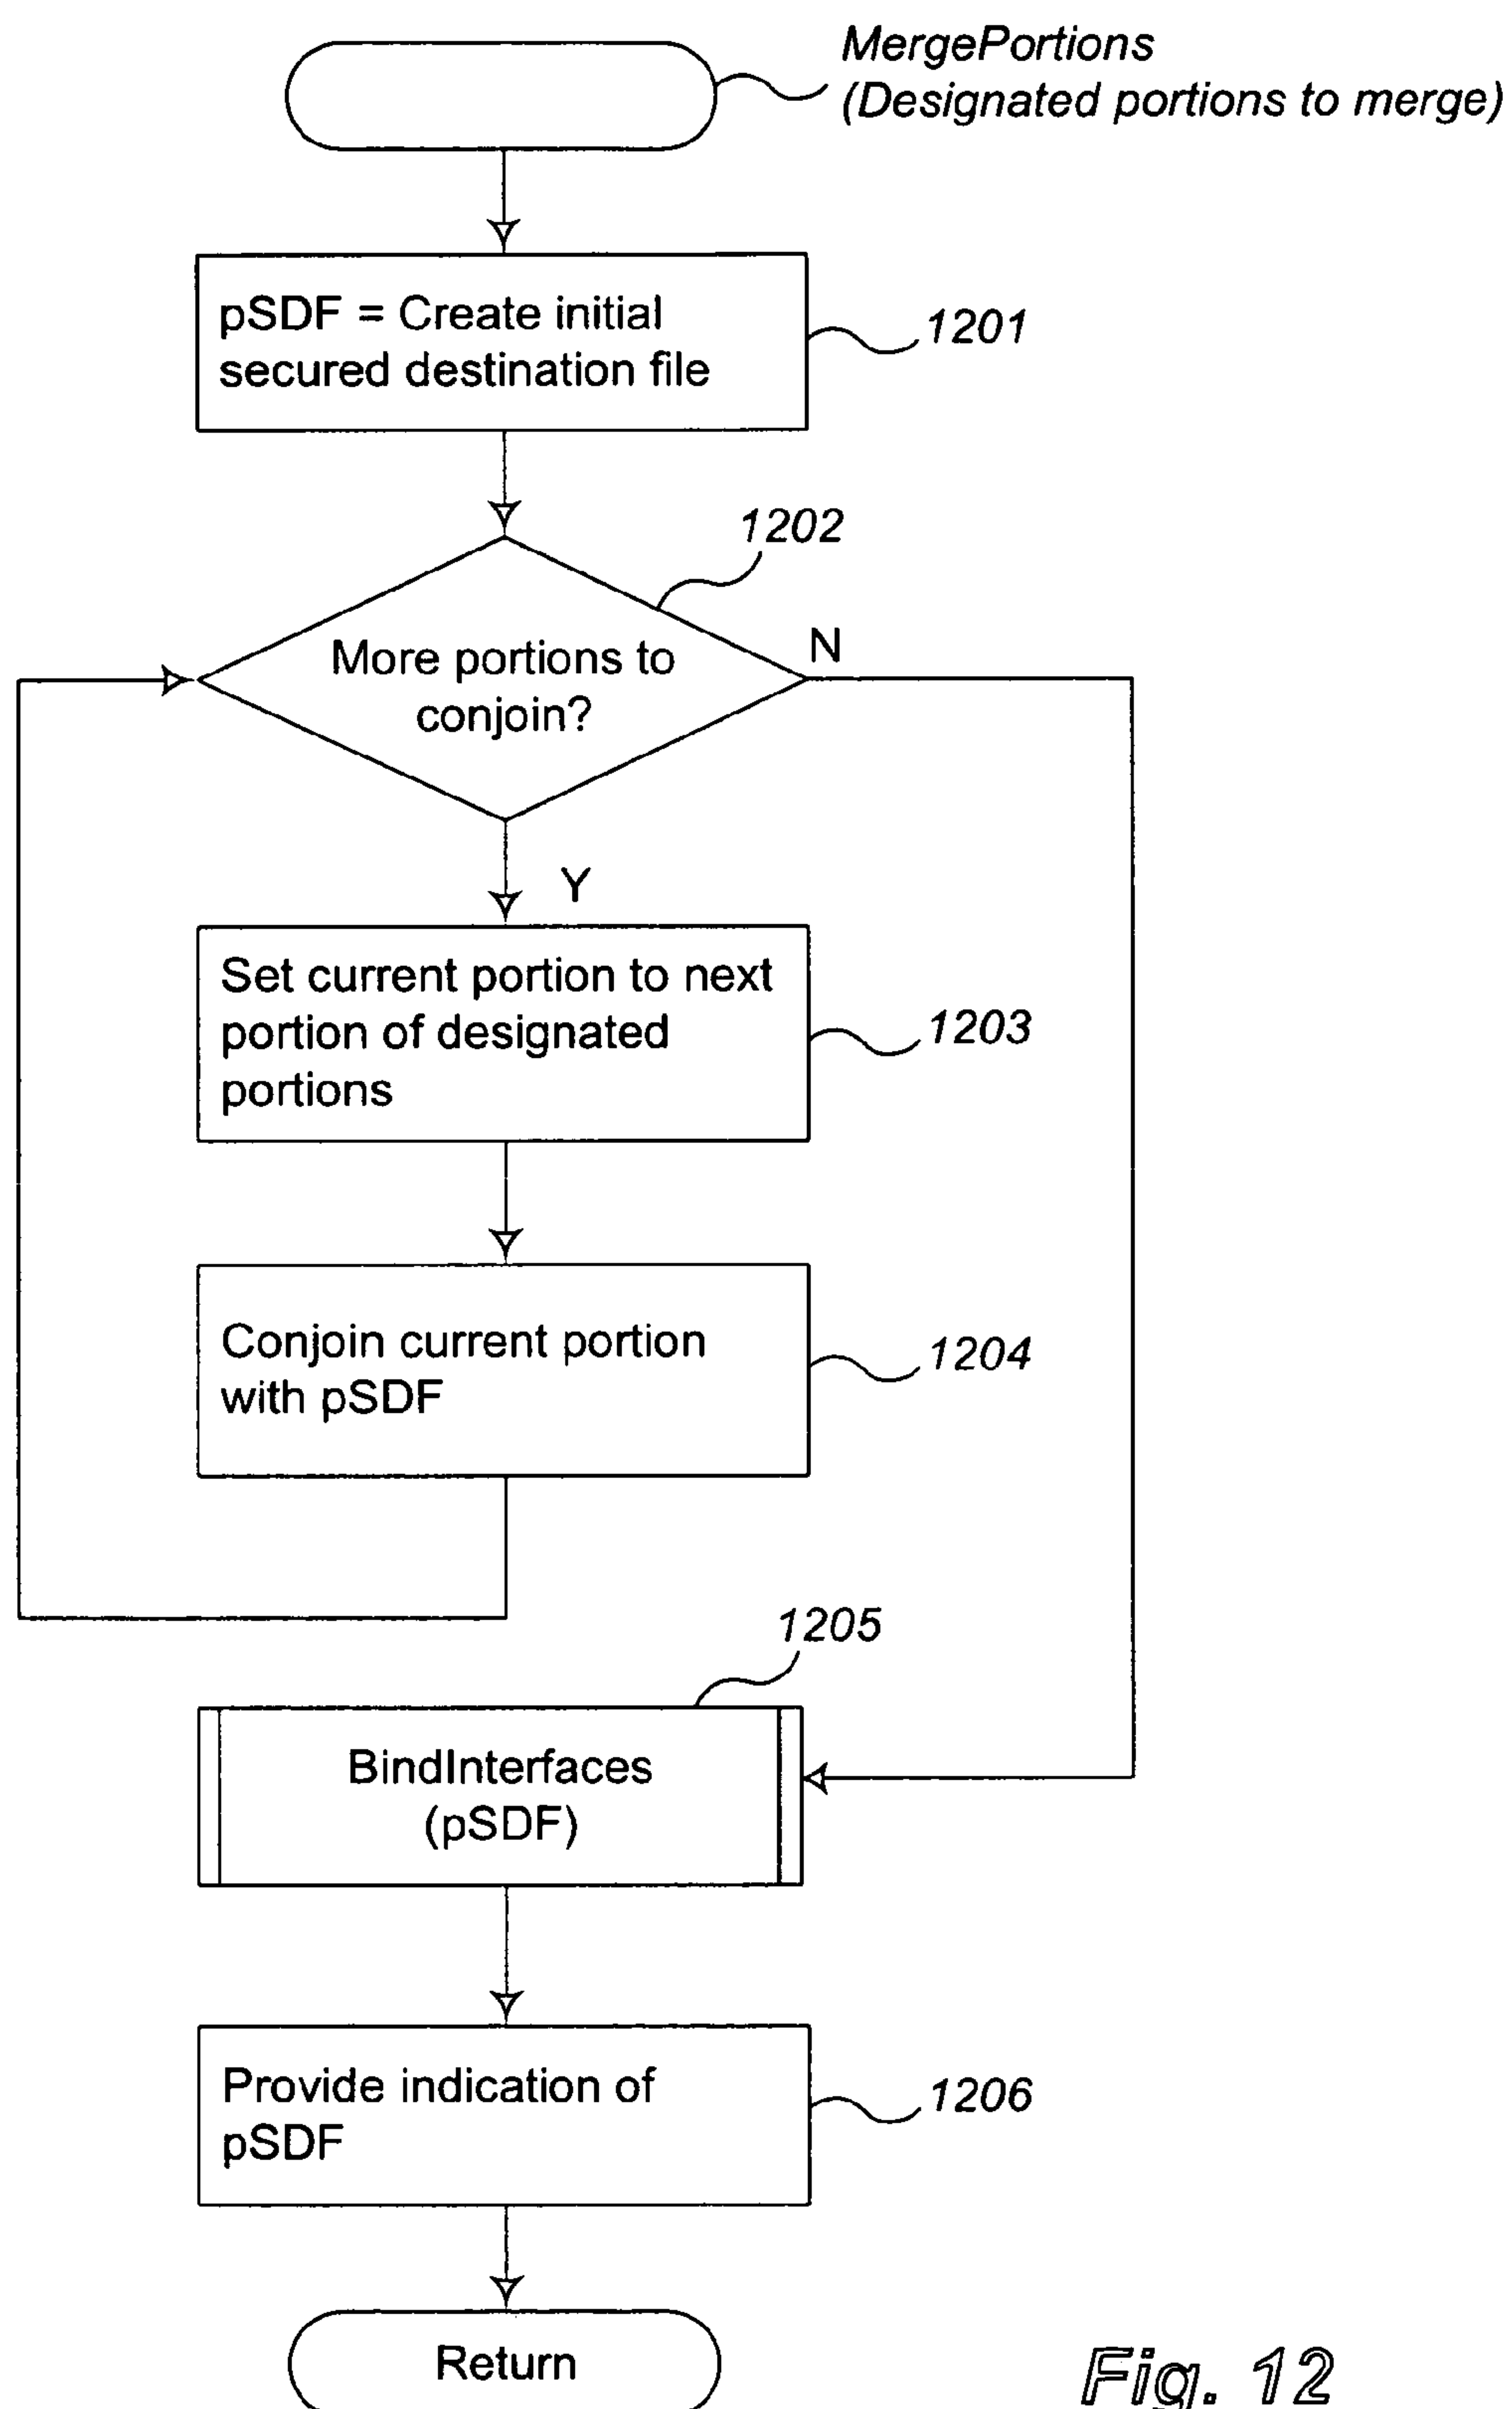 MergePortions
(Designated portions to merge)
pSDF = Create initial
secured destination file
1201
1202
More portions to
conjoin?
N
Y
Set current portion to next
portion of designated
portions
1203
Conjoin current portion
with pSDF
1204
1205
BindInterfaces
(pSDF)
Provide indication of
pSDF
1206
Return
Fig. 12